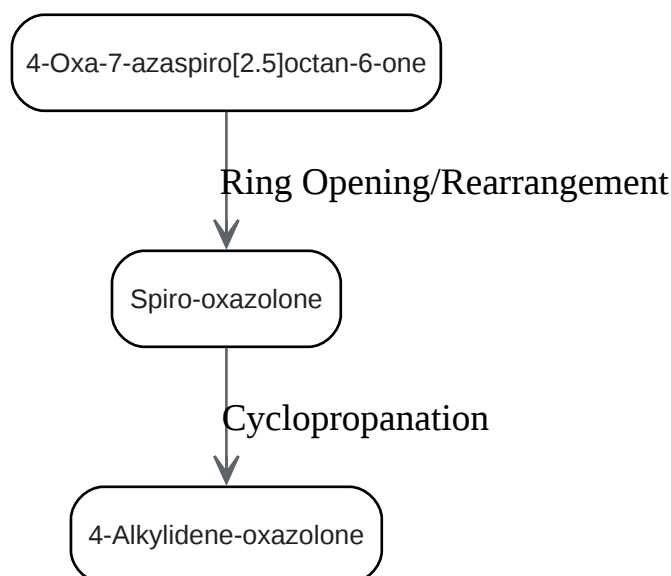 4-Oxa-7-azaspiro[2.5]octan-6-one
Ring Opening/Rearrangement
Spiro-oxazolone
Cyclopropanation
4-Alkylidene-oxazolone